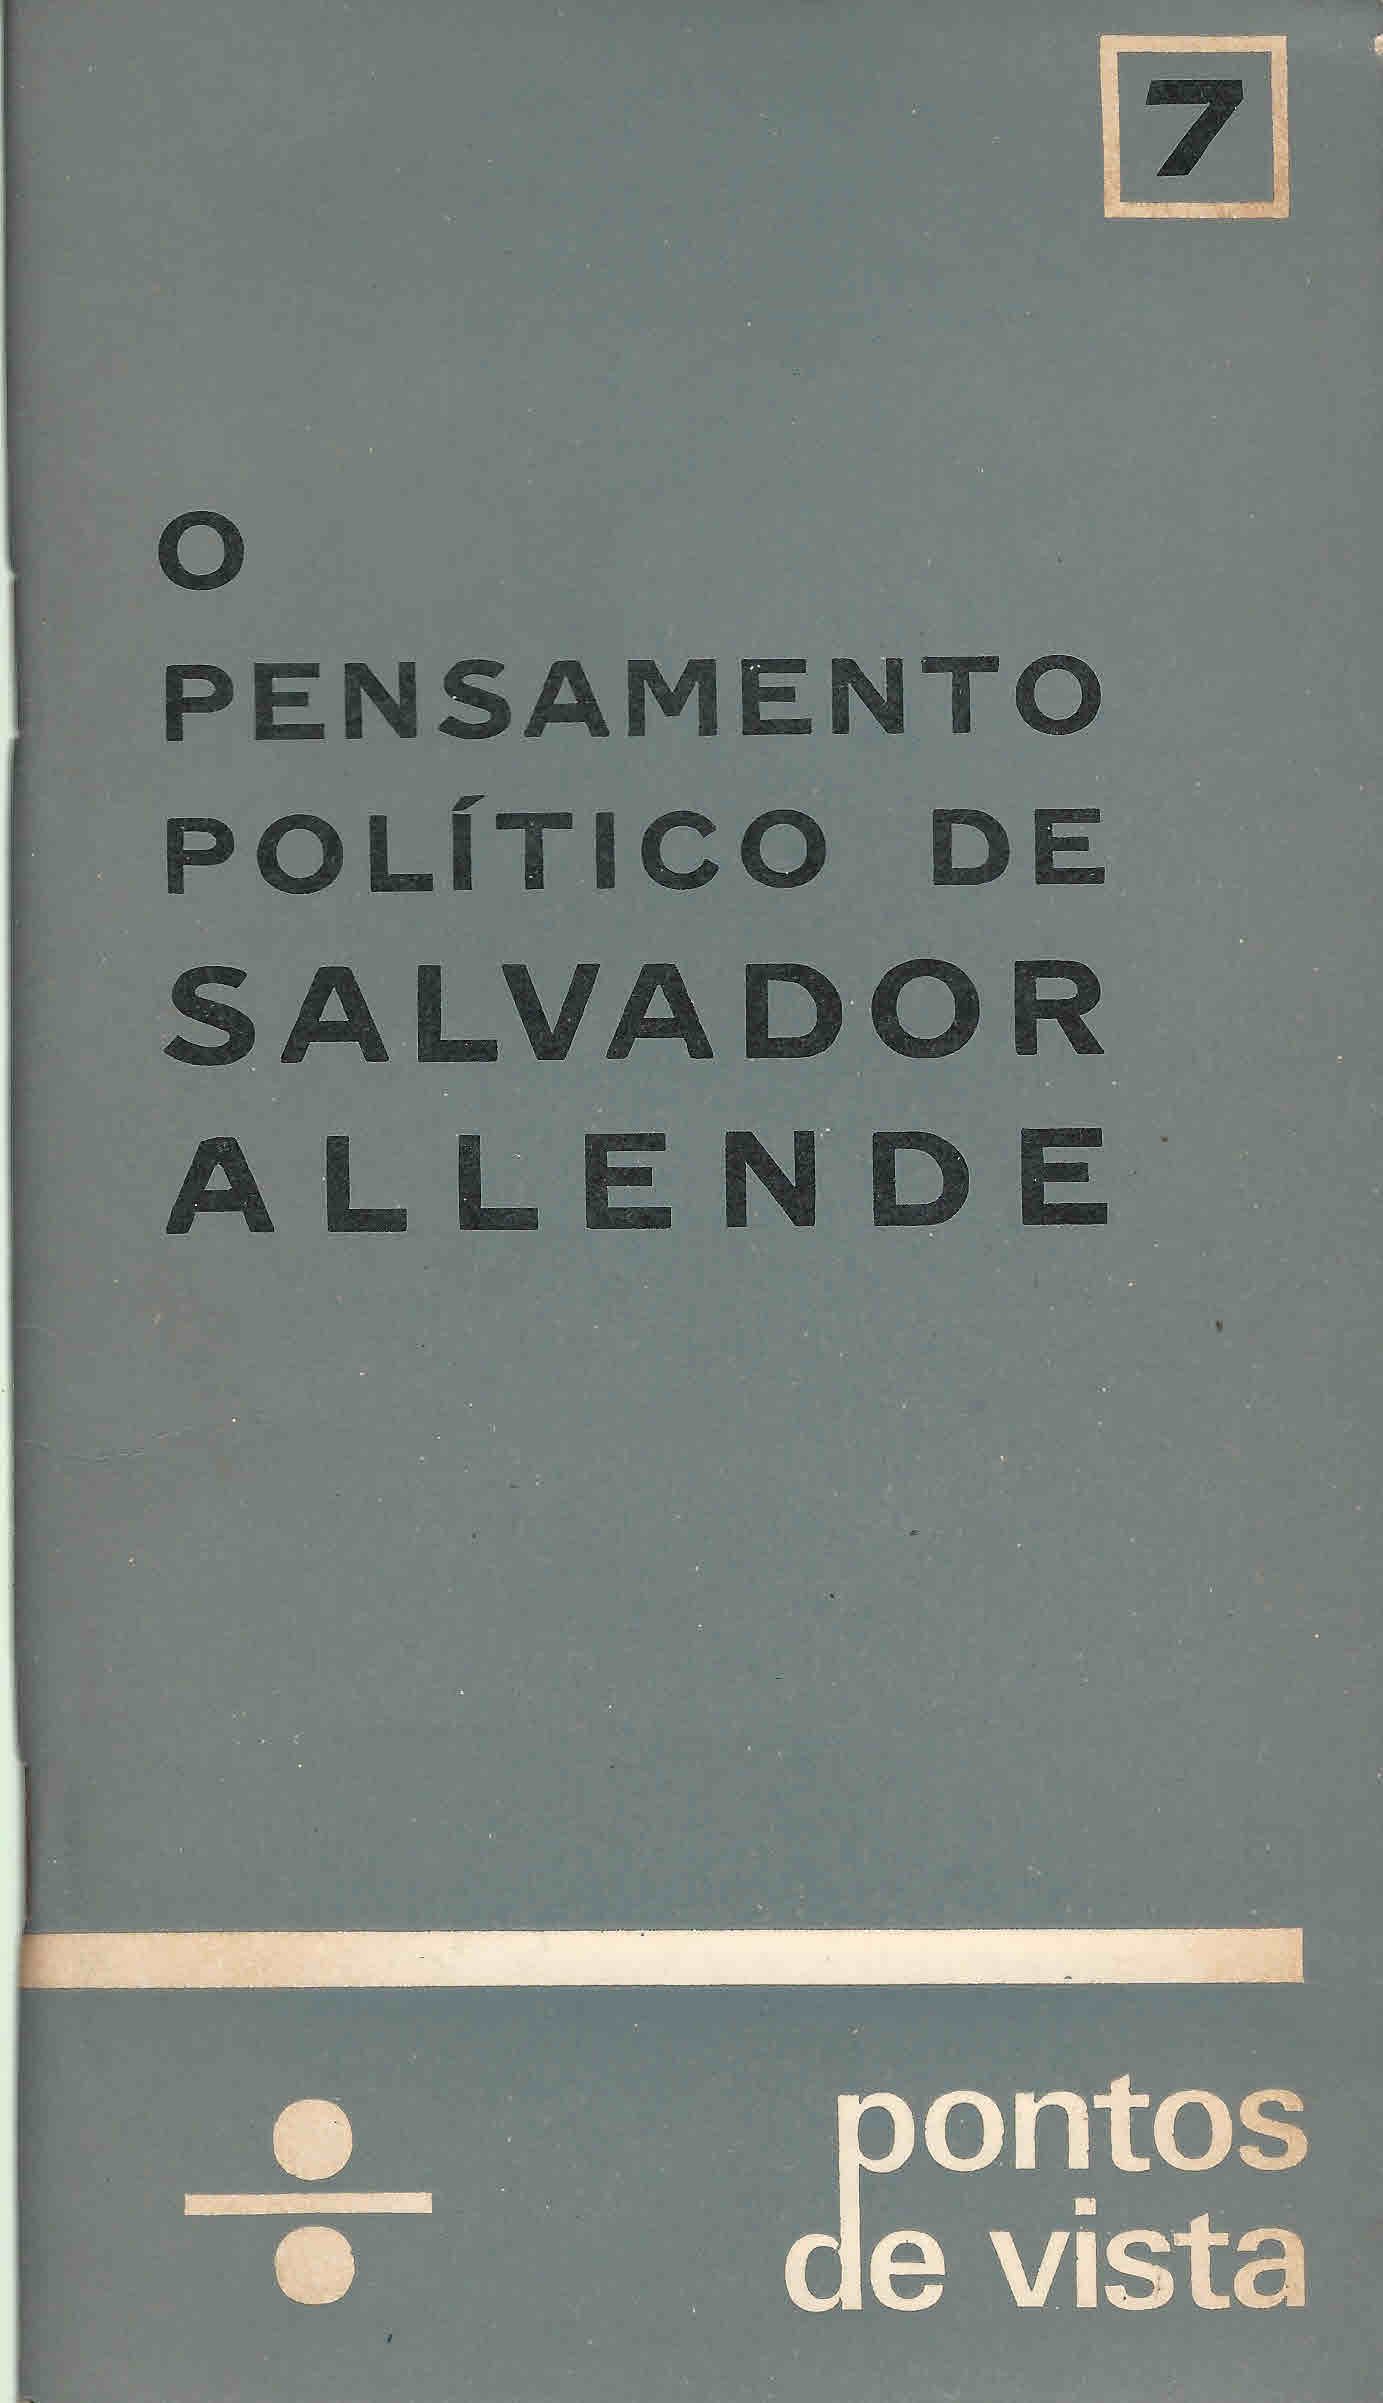 7
O
PENSAMENTO
POLÍTICO DE
SALVADOR
ALLENDE
pontos
de vista